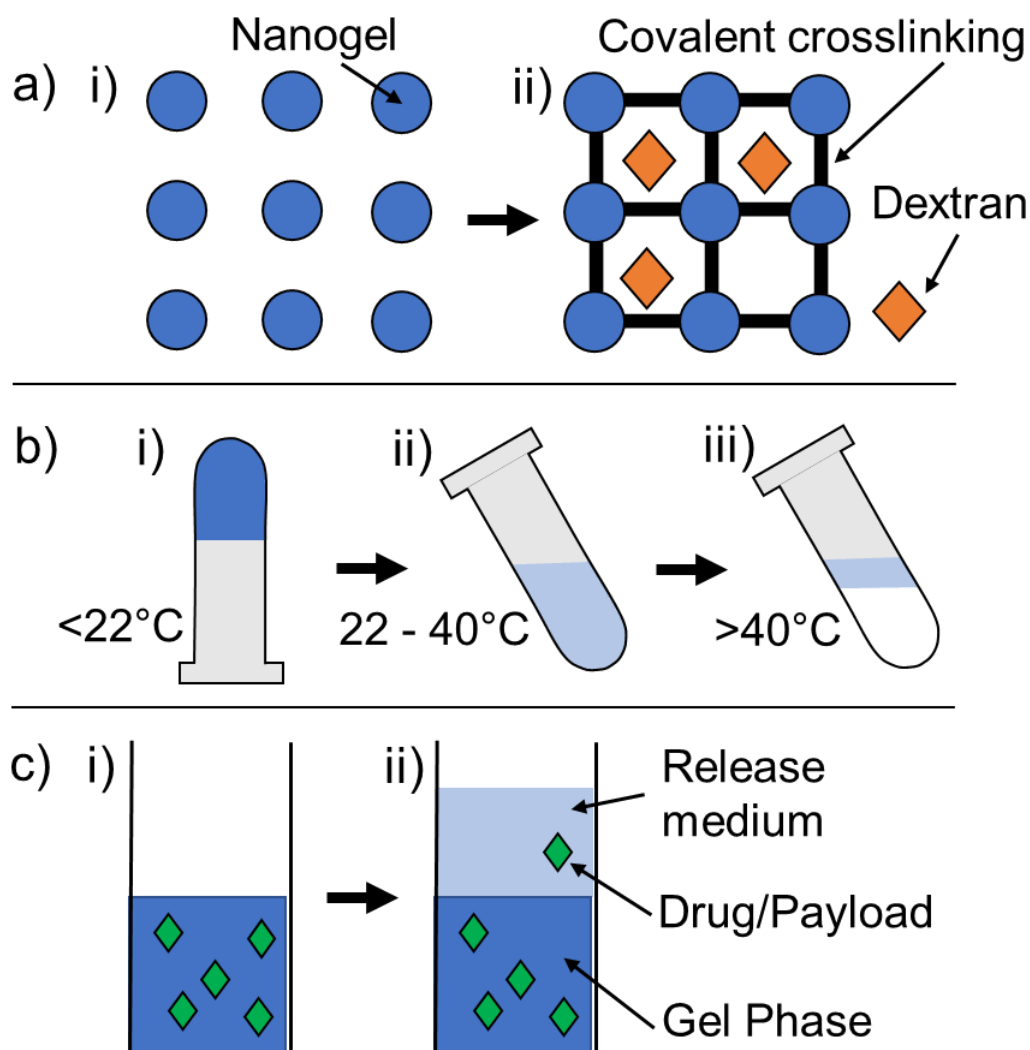 Nanogel
Covalent crosslinking
a) i)
ii)
Dextran
b) i)
ii)
iii)
<22°C
22 - 40°C
>40°C
c) i)
ii)
Release
medium
Drug/Payload
Gel Phase